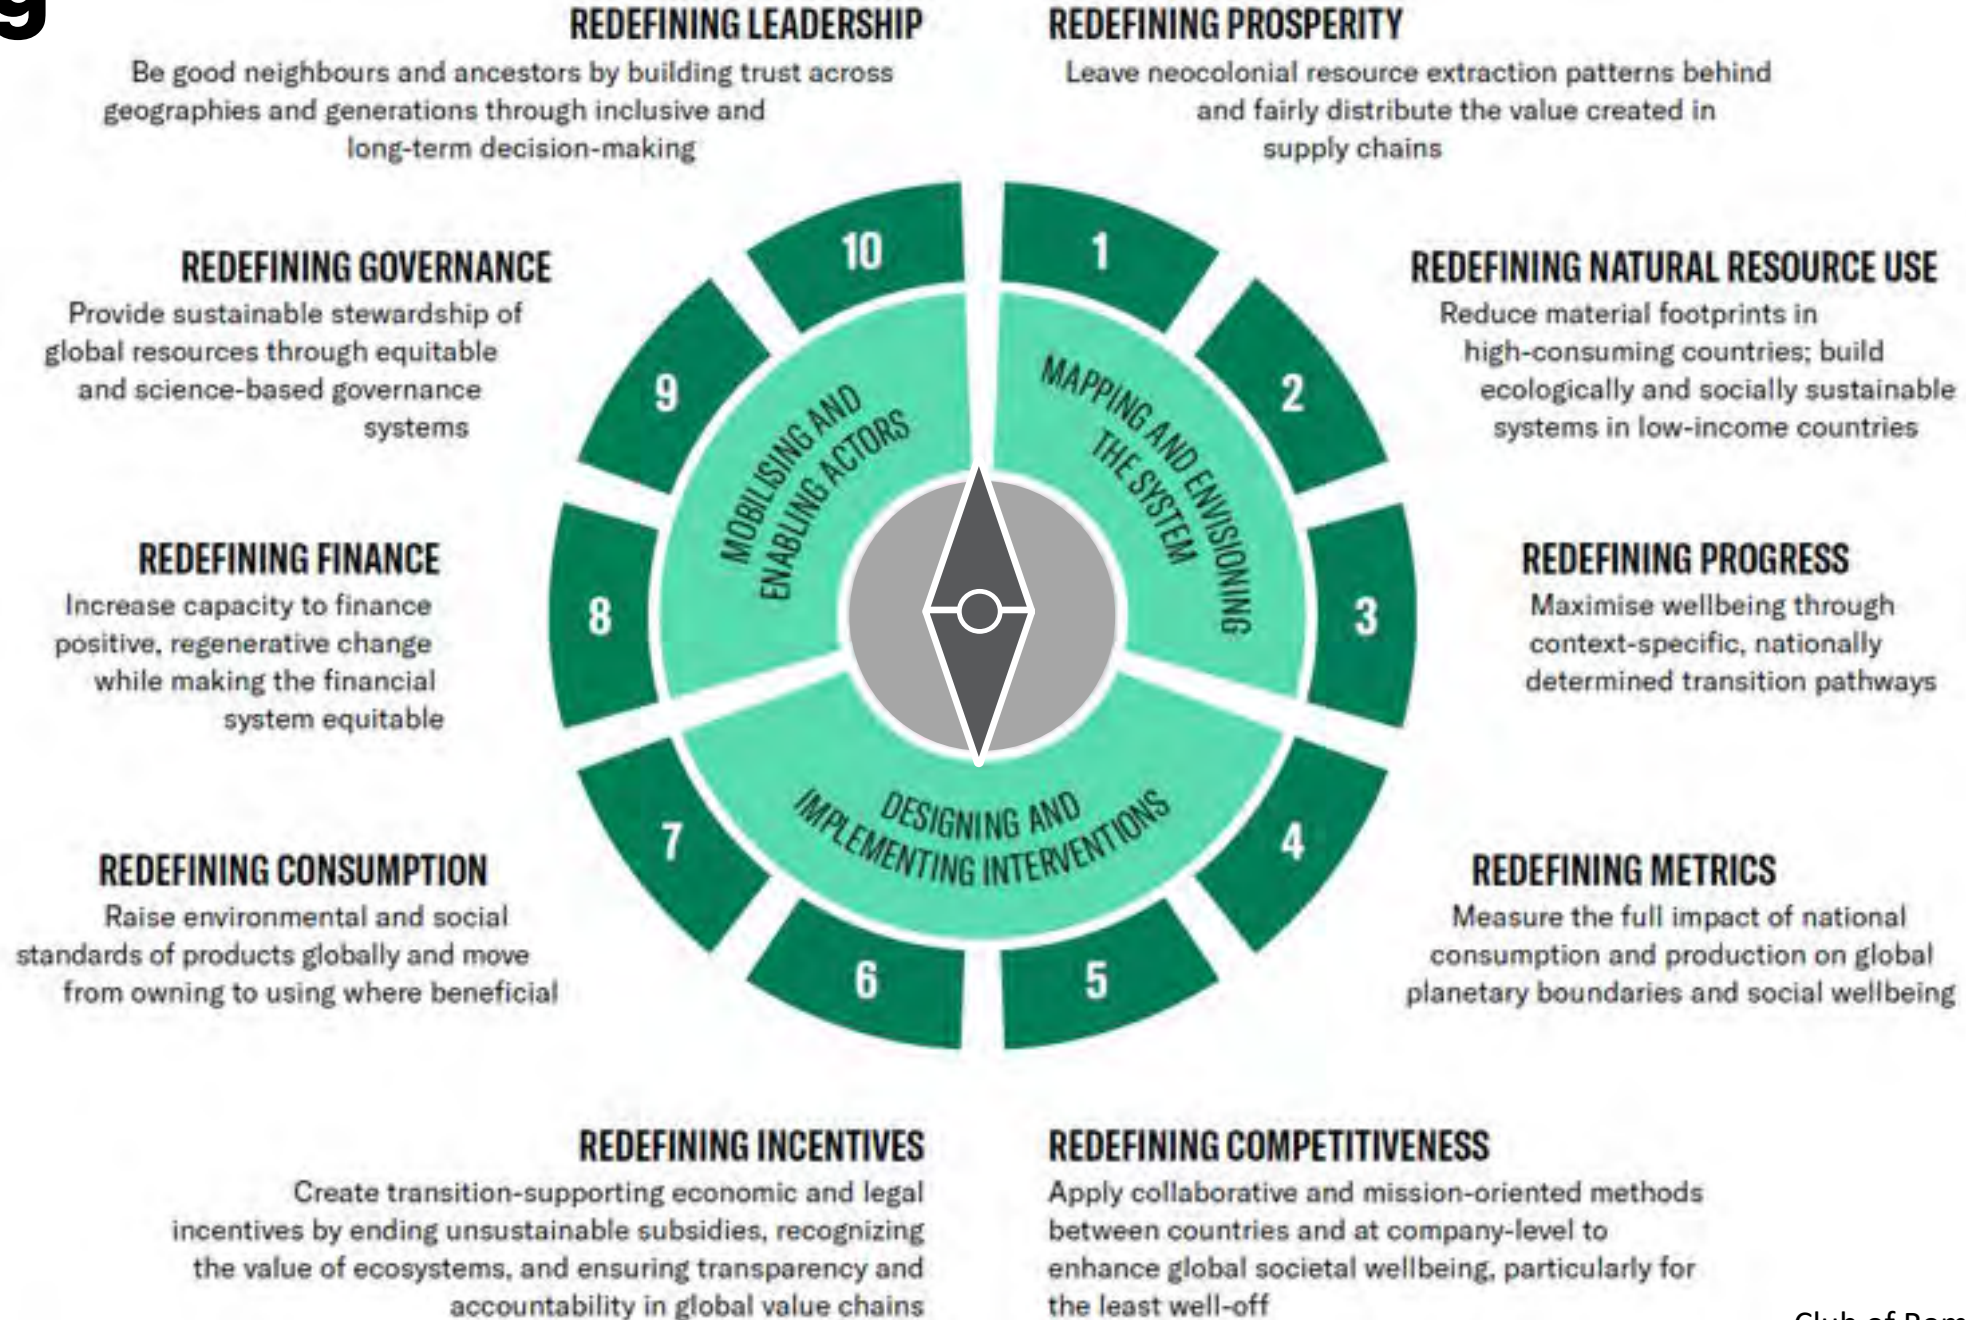 g
REDEFINING LEADERSHIP
Be good neighbours and ancestors by building trust across
geographies and generations through inclusive and
long-term decision-making
REDEFINING PROSPERITY
Leave neocolonial resource extraction patterns behind
and fairly distribute the value created in
supply chains
REDEFINING GOVERNANCE
Provide sustainable stewardship of
global resources through equitable
and science-based governance
systems
REDEFINING NATURAL RESOURCE USE
Reduce material footprints in
high-consuming countries; build
ecologically and socially sustainable
systems in low-income countries
10
1
9
2
8
3
7
4
6
5
MOBILISING AND
ENABLING ACTORS
MAPPING AND ENVISIONING
THE SYSTEM
DESIGNING AND
IMPLEMENTING INTERVENTIONS
REDEFINING FINANCE
Increase capacity to finance
positive, regenerative change
while making the financial
system equitable
REDEFINING PROGRESS
Maximise wellbeing through
context-specific, nationally
determined transition pathways
REDEFINING CONSUMPTION
Raise environmental and social
standards of products globally and move
from owning to using where beneficial
REDEFINING METRICS
Measure the full impact of national
consumption and production on global
planetary boundaries and social wellbeing
REDEFINING INCENTIVES
Create transition-supporting economic and legal
incentives by ending unsustainable subsidies, recognizing
the value of ecosystems, and ensuring transparency and
accountability in global value chains
REDEFINING COMPETITIVENESS
Apply collaborative and mission-oriented methods
between countries and at company-level to
enhance global societal wellbeing, particularly for
the least well-off
Club of Rom